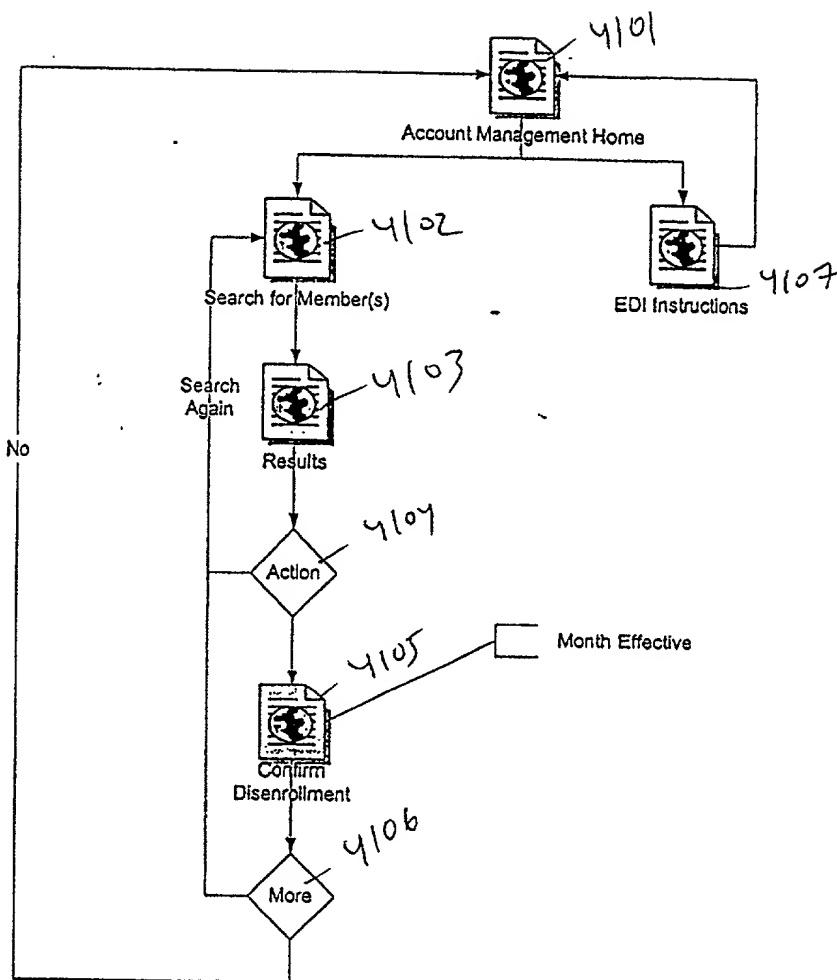 4101
Account Management Home
4102
Search for Member(s)
4107
EDI Instructions
4103
Search
Again
Results
No
4104
Action
Month Effective
4105
Confirm
Disenrollment
4106
More